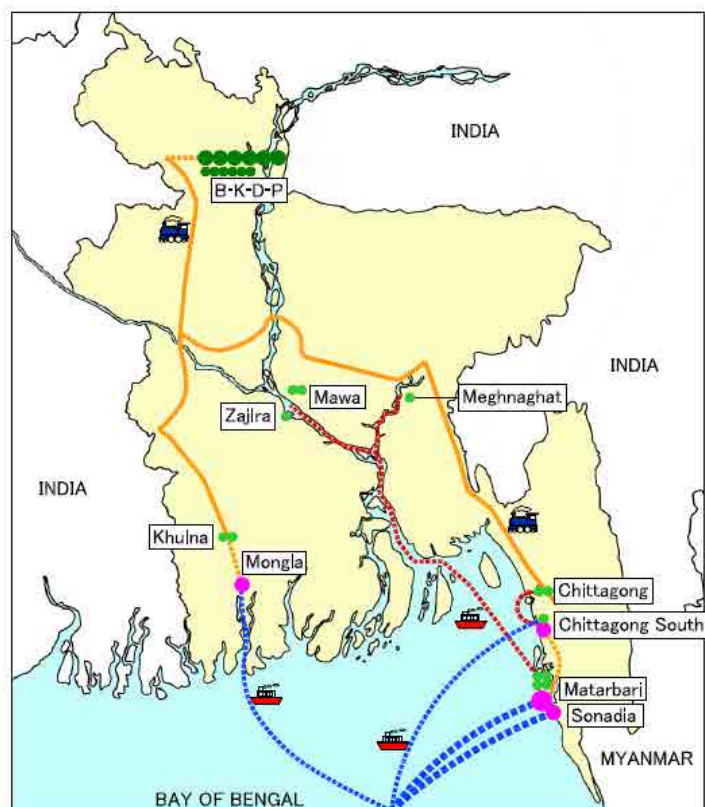 INDIA
B-K-D-P
INDIA
Mawa
Meghnaghat
Zajira
INDIA
Khulna
Mongla
Chittagong
Chittagong South
Matarbari
Sonadia
MYANMAR
BAY OF BENGAL